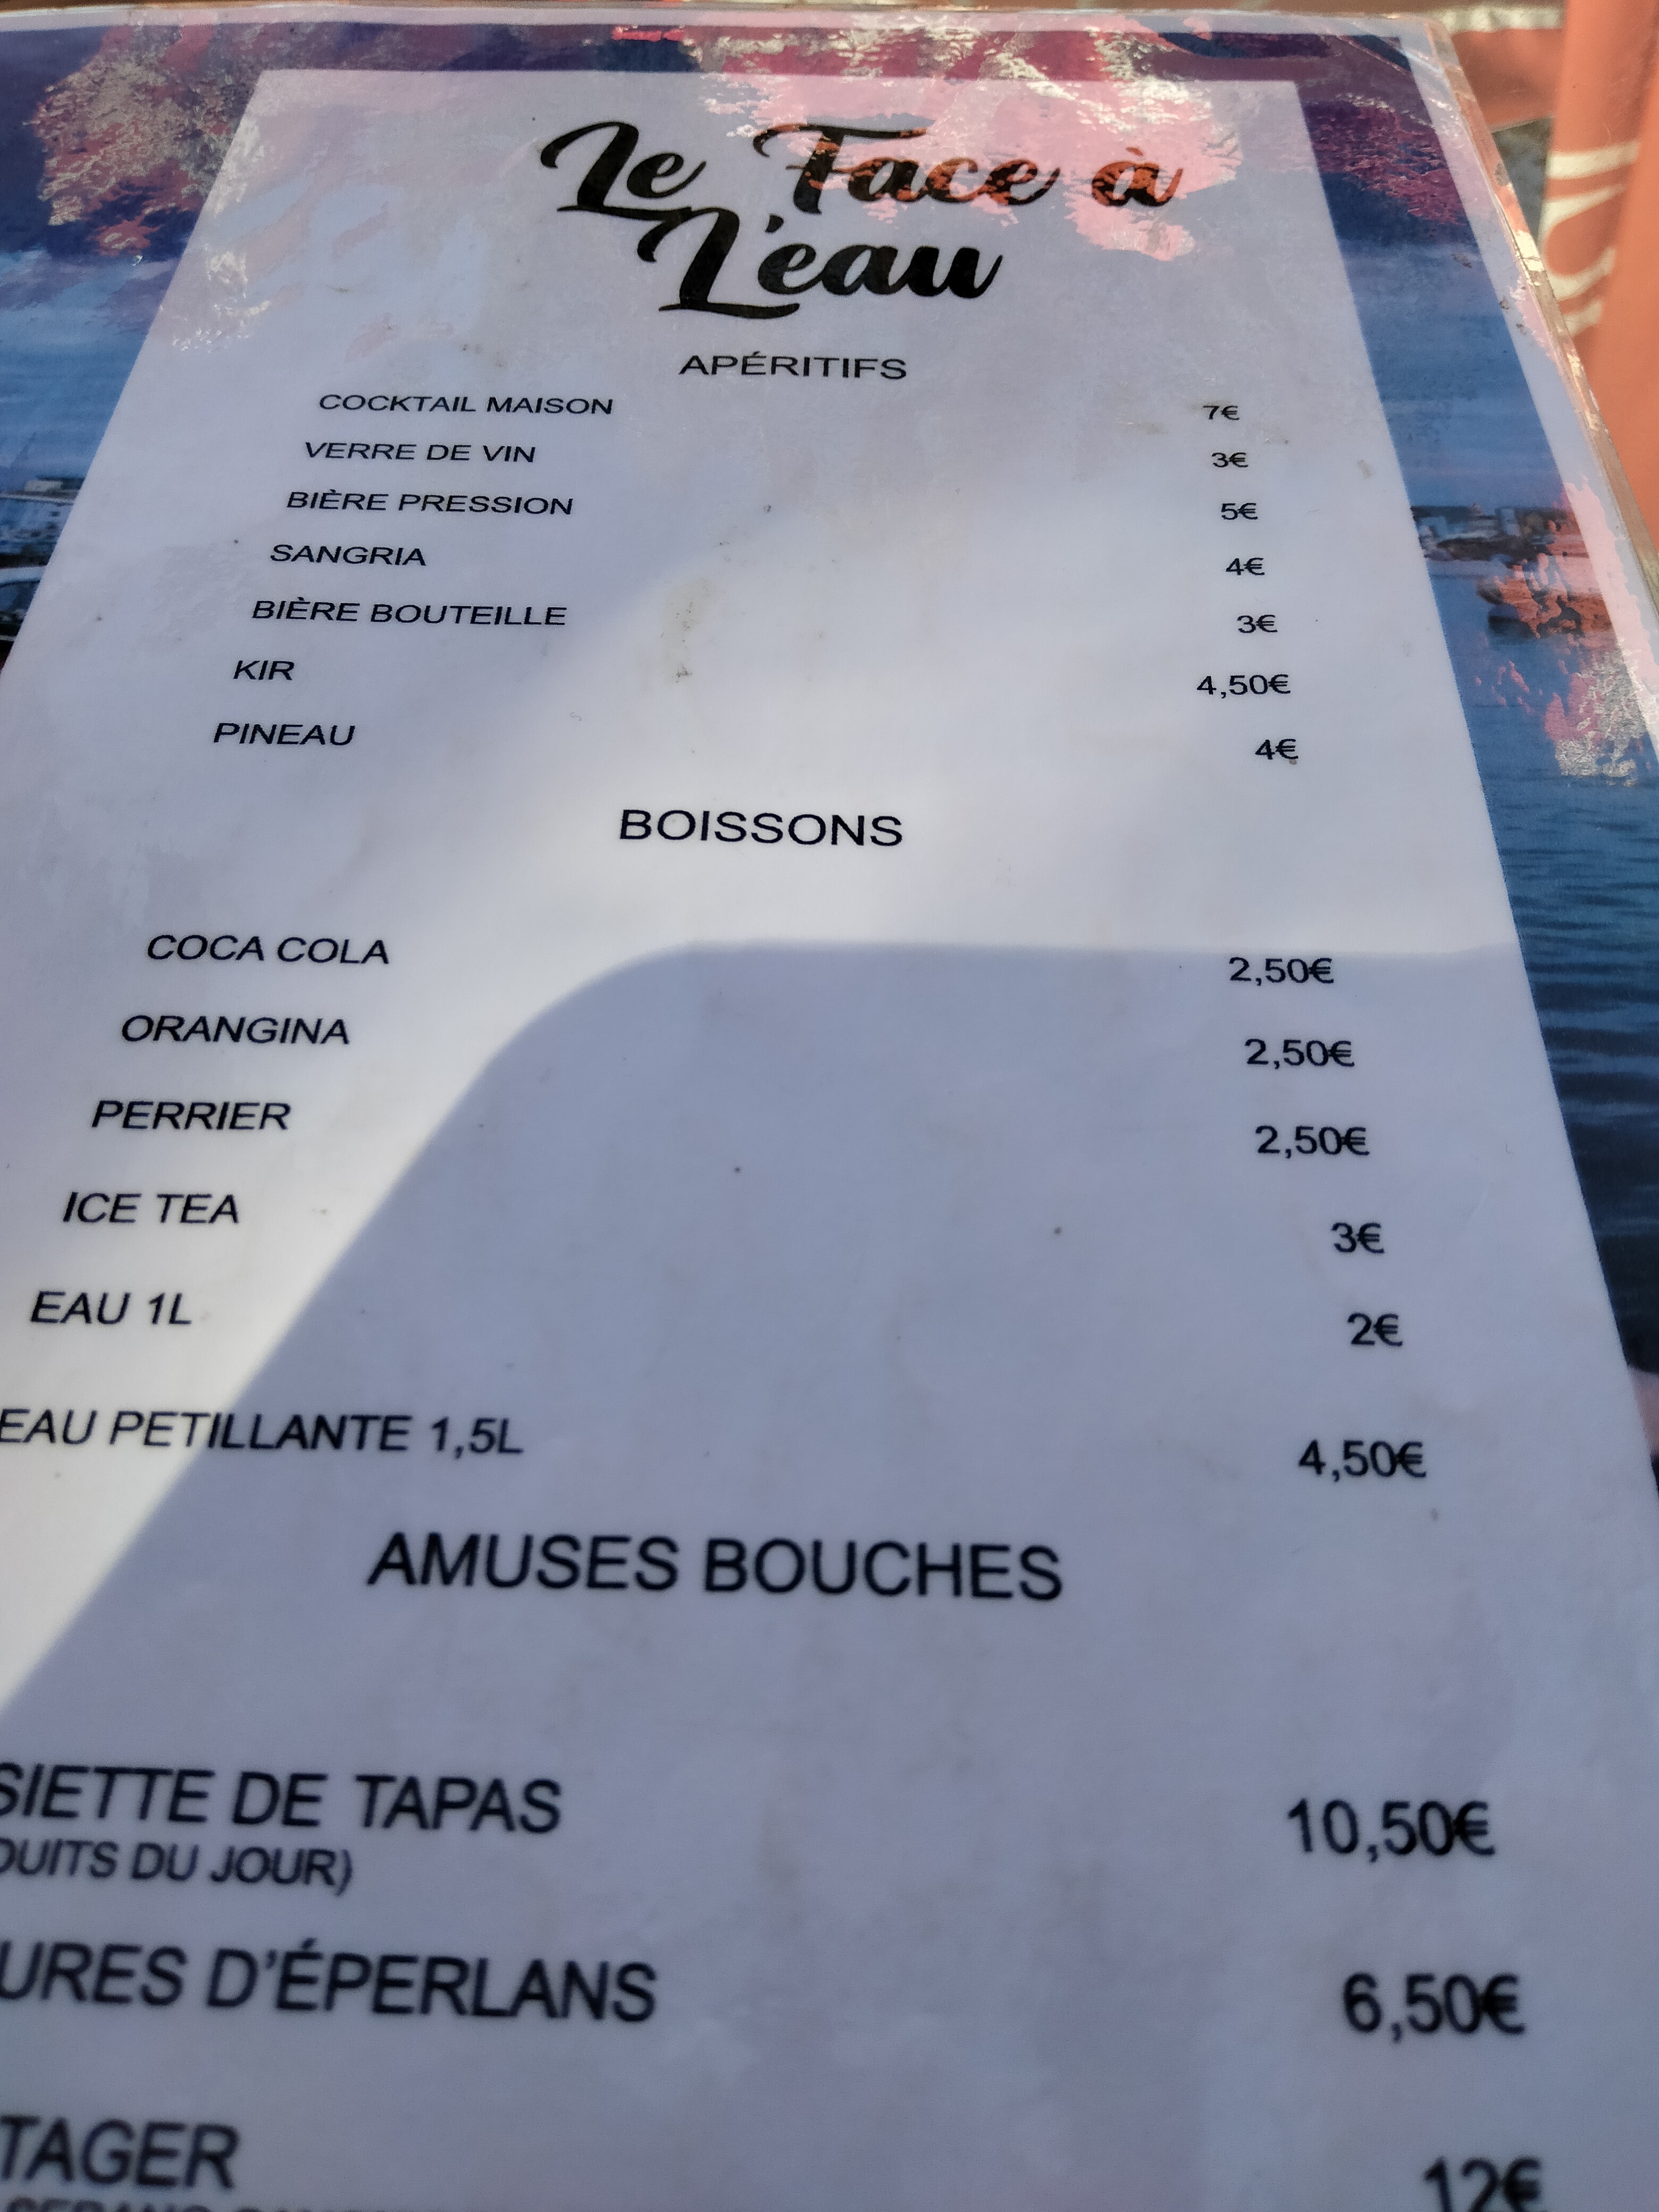 Le Face à
L'eau
APÉRITIFS
COCKTAIL MAISON 7€
VERRE DE VIN 3€
BIÈRE PRESSION 5€
SANGRIA 4€
BIÈRE BOUTEILLE 3€
KIR 4,50€
PINEAU 4€
BOISSONS
COCA COLA 2,50€
ORANGINA 2,50€
PERRIER 2,50€
ICE TEA 3€
EAU 1L 2€
EAU PETILLANTE 1,5L 4,50€
AMUSES BOUCHES
SIETTE DE TAPAS 10,50€
DUITS DU JOUR)
URES D'ÉPERLANS 6,50€
TAGER 12€